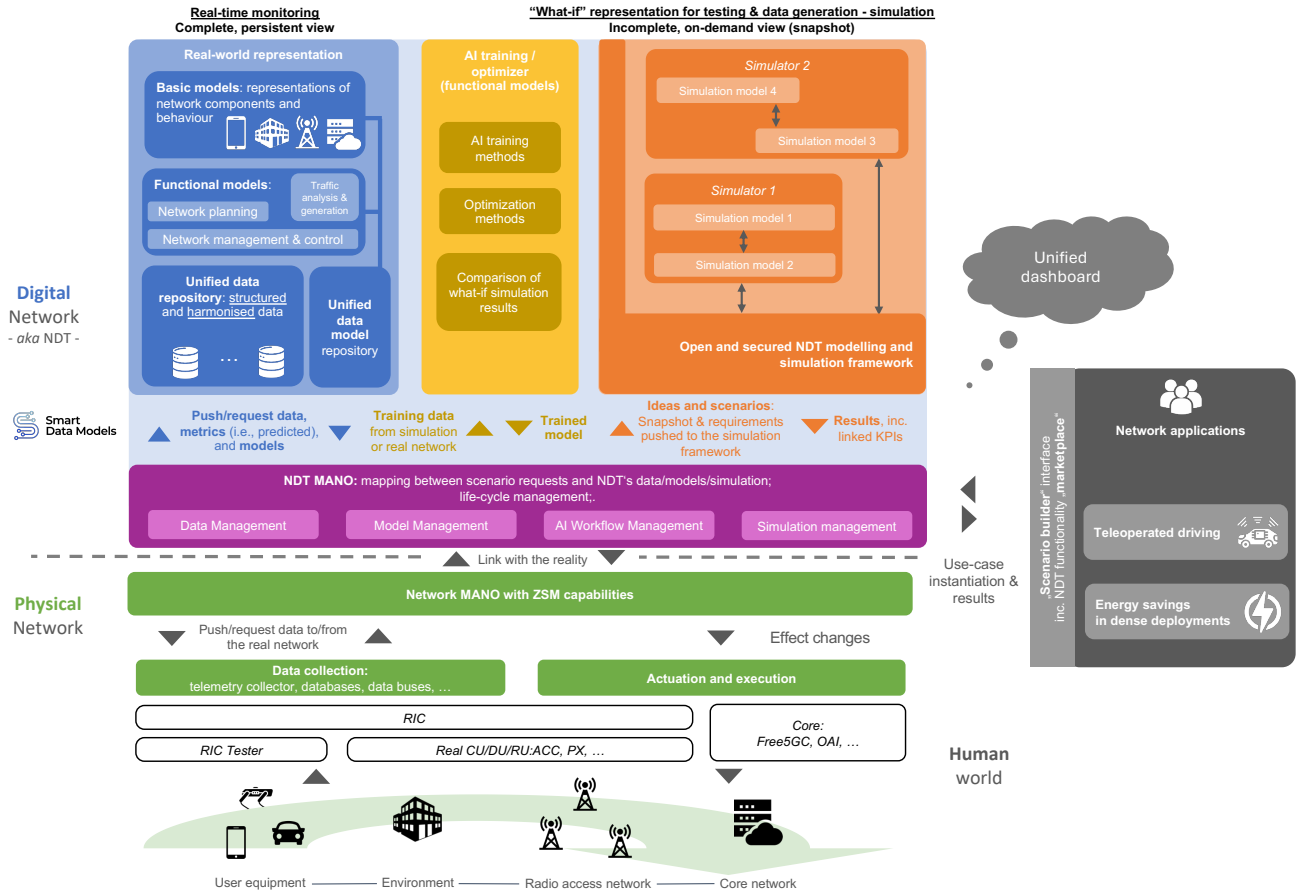 Real-time monitoring
Complete, persistent view
“What-if” representation for testing & data generation - simulation
Incomplete, on-demand view (snapshot)
Real-world representation
Basic models: representations of
network components and
behaviour
Functional models:
Traffic
analysis &
generation
Network planning
Network management & control
Unified data
repository: structured
and harmonised data
...
Unified
data
model
repository
AI training /
optimizer
(functional models)
AI training
methods
Optimization
methods
Comparison of
what-if simulation
results
Simulator 2
Simulation model 4
Simulation model 3
Simulator 1
Simulation model 1
Simulation model 2
Open and secured NDT modelling and
simulation framework
Digital
Network
- aka NDT -
Smart
Data Models
Push/request data,
metrics (i.e., predicted),
and models
Training data
from simulation
or real network
Trained
model
Ideas and scenarios:
Snapshot & requirements
pushed to the simulation
framework
Results, inc.
linked KPIs
NDT MANO: mapping between scenario requests and NDT's data/models/simulation;
life-cycle management;.
Data Management
Model Management
AI Workflow Management
Simulation management
Link with the reality
Unified
dashboard
„Scenario builder“ interface
inc. NDT functionality „marketplace“
Network applications
Teleoperated driving
Energy savings
in dense deployments
Use-case
instantiation &
results
Physical
Network
Network MANO with ZSM capabilities
Push/request data to/from
the real network
Effect changes
Data collection:
telemetry collector, databases, data buses, …
Actuation and execution
RIC
RIC Tester
Real CU/DU/RU:ACC, PX, …
Core:
Free5GC, OAI, …
Human
world
User equipment
Environment
Radio access network
Core network